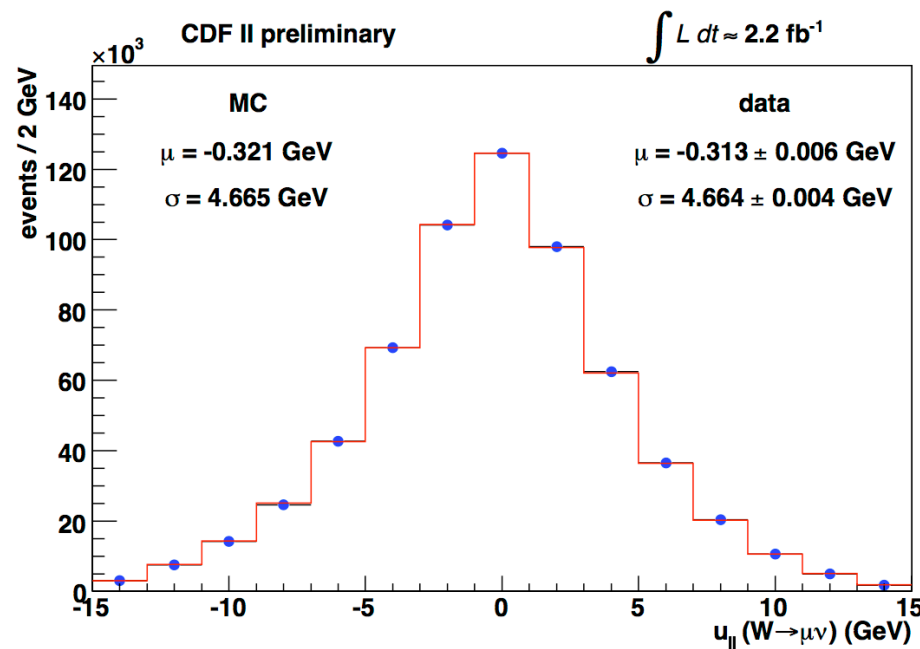 CDF II preliminary
∫ L dt ≈ 2.2 fb⁻¹
×10³
events / 2 GeV
MC
μ = -0.321 GeV
σ = 4.665 GeV
data
μ = -0.313 ± 0.006 GeV
σ = 4.664 ± 0.004 GeV
140
120
100
80
60
40
20
0
-15 -10 -5 0 5 10 15
u_|| (W→μν) (GeV)